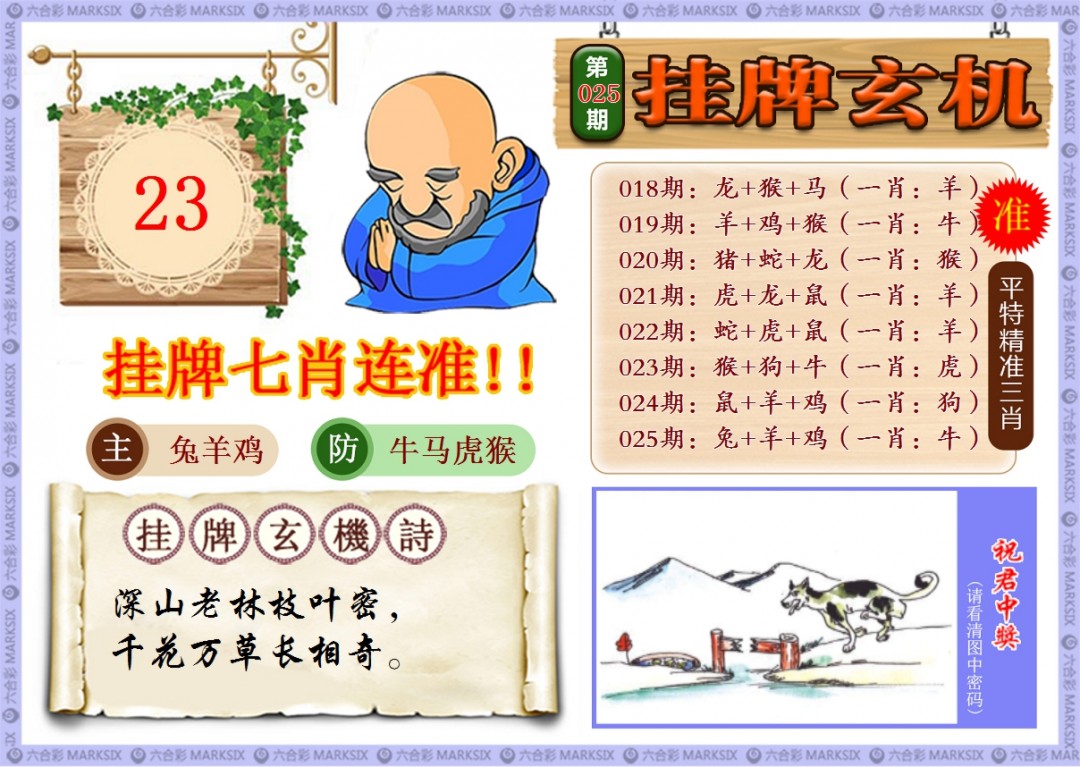 六合彩 MARKSIX
23
第
025
期
挂牌玄机
018期：龙+猴+马（一肖：羊）
019期：羊+鸡+猴（一肖：牛）
020期：猪+蛇+龙（一肖：猴）
021期：虎+龙+鼠（一肖：羊）
022期：蛇+虎+鼠（一肖：羊）
023期：猴+狗+牛（一肖：虎）
024期：鼠+羊+鸡（一肖：狗）
025期：兔+羊+鸡（一肖：牛）
准
平特精准三肖
挂牌七肖连准!!
主 兔羊鸡
防 牛马虎猴
挂牌玄機詩
深山老林枝叶密，
千花万草长相奇。
祝君中獎
（请看清图中密码）